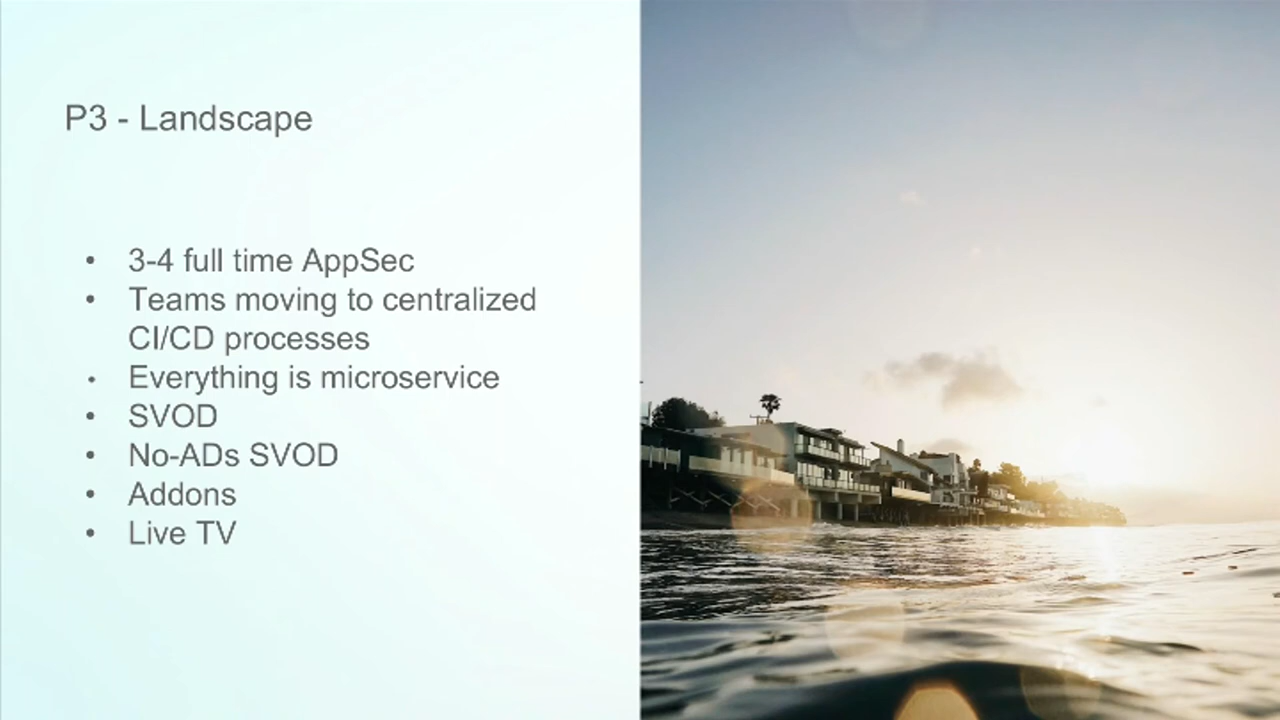 P3 - Landscape
• 3-4 full time AppSec
• Teams moving to centralized
CI/CD processes
• Everything is microservice
• SVOD
• No-ADs SVOD
• Addons
• Live TV